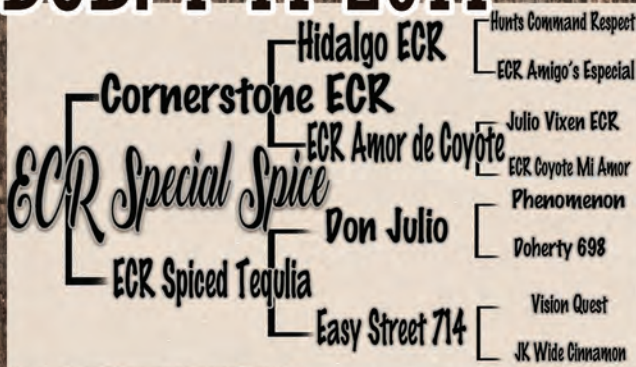 Hunts Command Respect
Hidalgo ECR
ECR Amigo's Especial
Cornerstone ECR
Julio Vixen ECR
ECR Amor de Coyote
ECR Coyote Mi Amor
ECR Special Spice
Phenomenon
Don Julio
Doherty 698
ECR Spiced Tequlia
Vision Quest
Easy Street 714
JK Wide Cinnamon